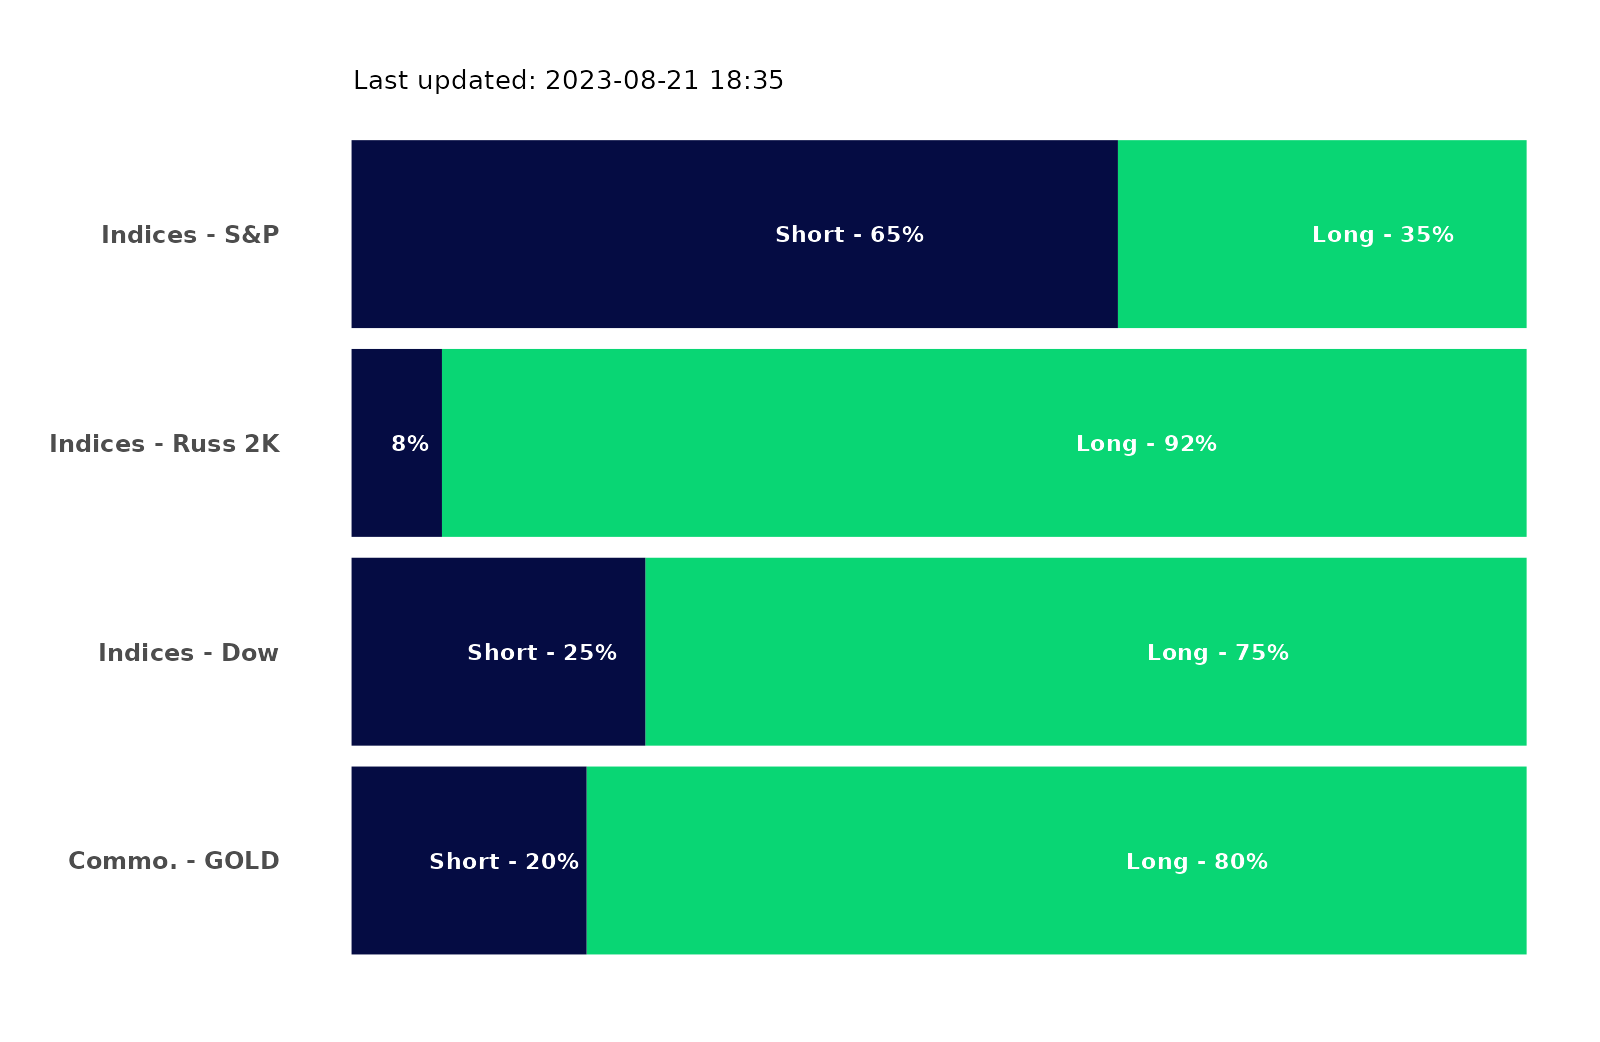 Last updated: 2023-08-21 18:35
Indices - S&P Short - 65% Long - 35%
Indices - Russ 2K 8% Long - 92%
Indices - Dow Short - 25% Long - 75%
Commo. - GOLD Short - 20% Long - 80%